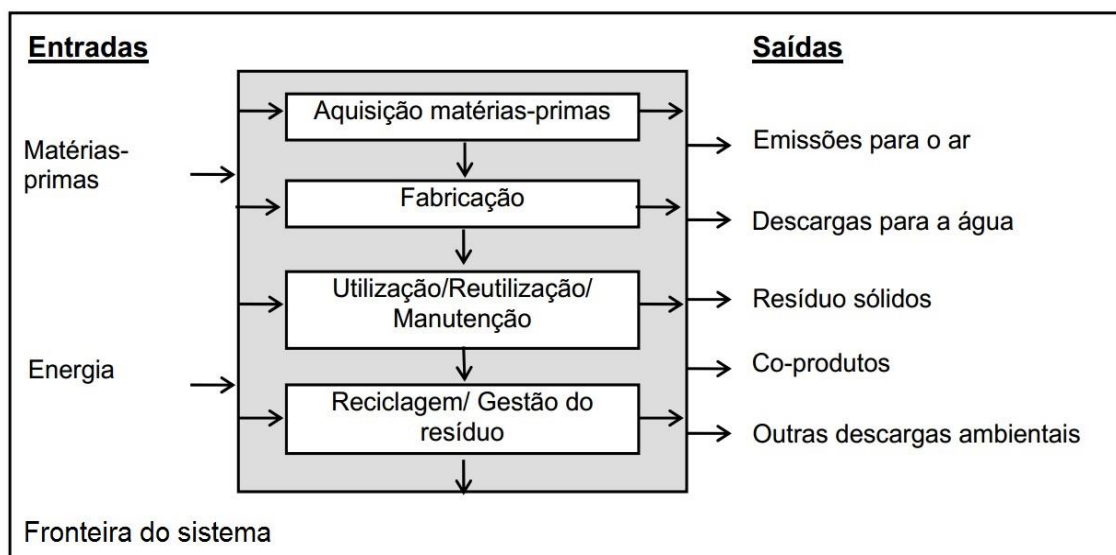 Entradas
Saídas
Aquisição matérias-primas
Matérias-
primas
Emissões para o ar
Fabricação
Descargas para a água
Utilização/Reutilização/
Manutenção
Resíduo sólidos
Energia
Co-produtos
Reciclagem/ Gestão do
resíduo
Outras descargas ambientais
Fronteira do sistema